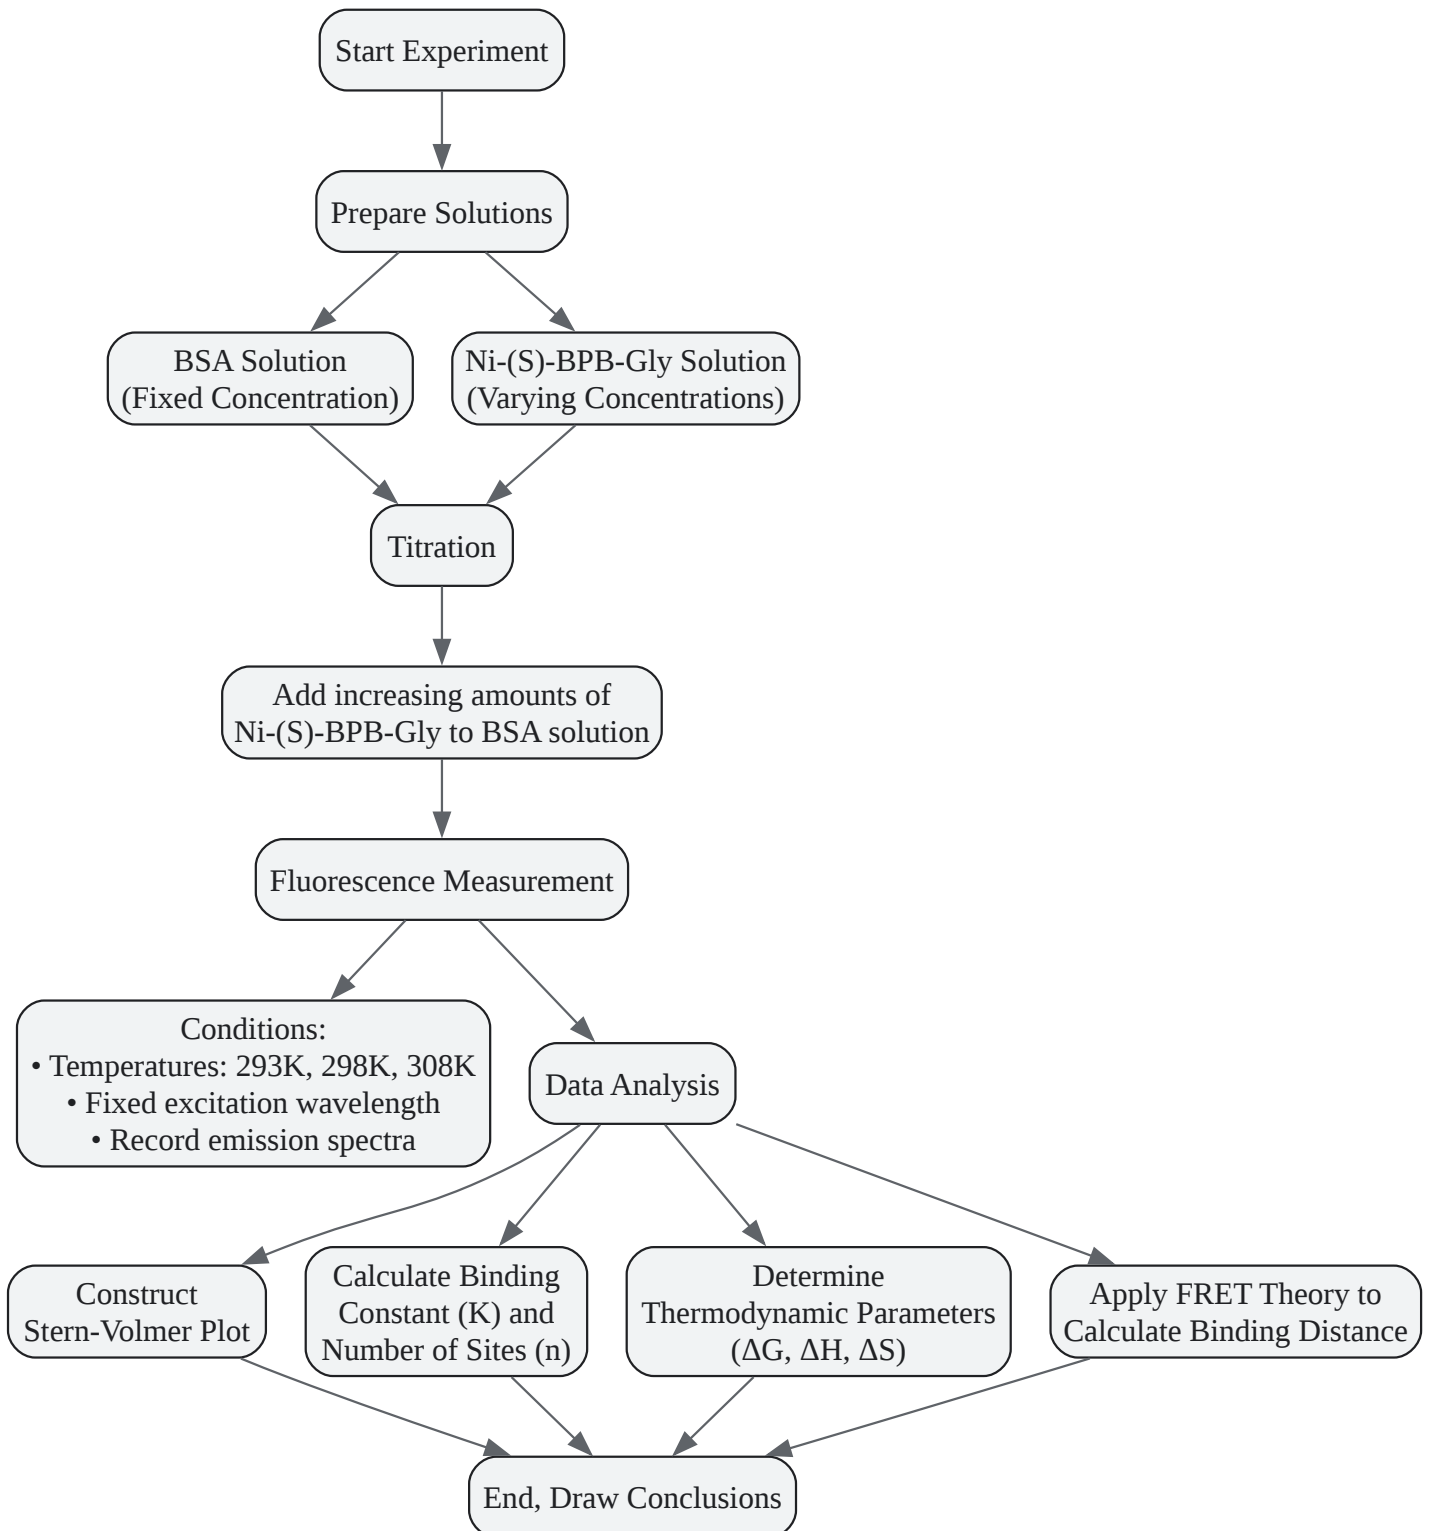 Start Experiment
Prepare Solutions
BSA Solution
(Fixed Concentration)
Ni-(S)-BPB-Gly Solution
(Varying Concentrations)
Titration
Add increasing amounts of
Ni-(S)-BPB-Gly to BSA solution
Fluorescence Measurement
Conditions:
• Temperatures: 293K, 298K, 308K
• Fixed excitation wavelength
• Record emission spectra
Data Analysis
Construct
Stern-Volmer Plot
Calculate Binding
Constant (K) and
Number of Sites (n)
Determine
Thermodynamic Parameters
(ΔG, ΔH, ΔS)
Apply FRET Theory to
Calculate Binding Distance
End, Draw Conclusions